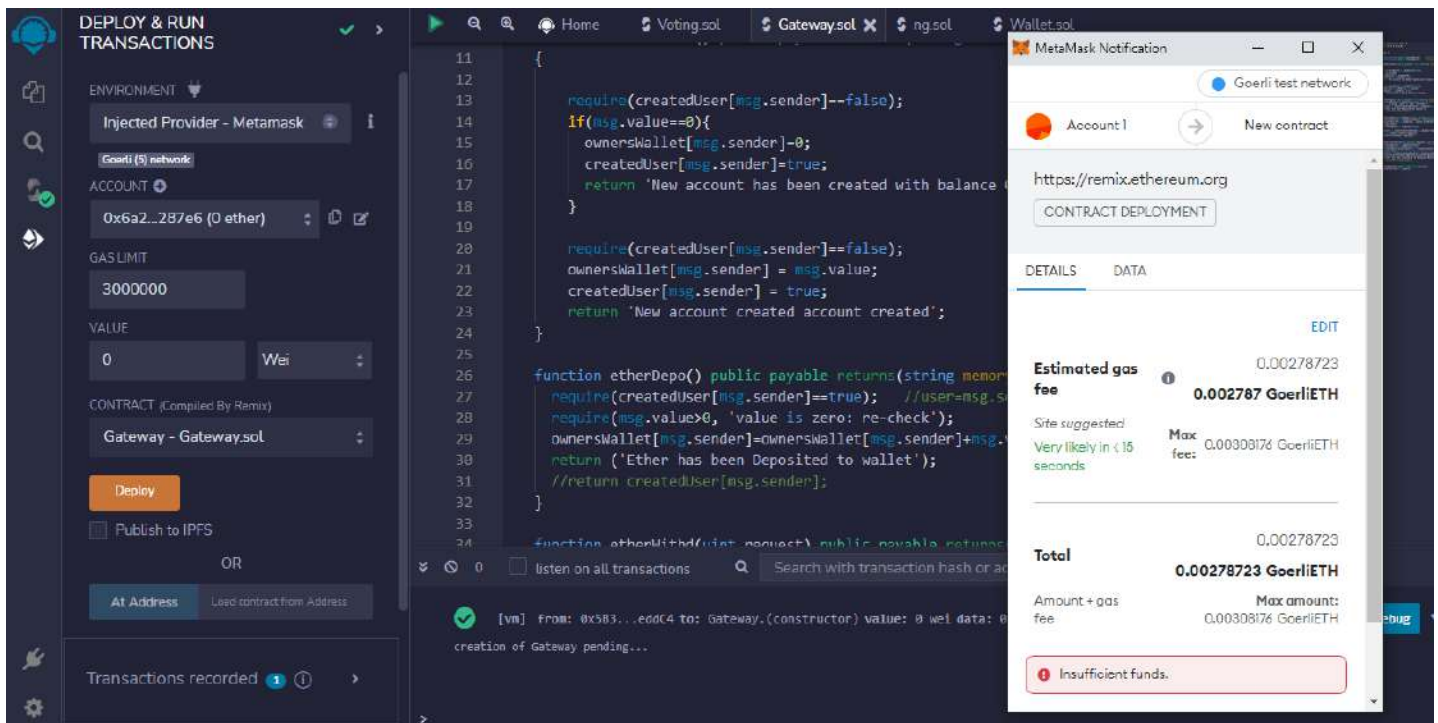 DEPLOY & RUN
TRANSACTIONS
ENVIRONMENT
Injected Provider - Metamask
i
Goerli (5) network
ACCOUNT
0x6a2...287e6 (0 ether)
GAS LIMIT
3000000
VALUE
0
Wei
CONTRACT (Compiled By Remix)
Gateway - Gateway.sol
Deploy
Publish to IPFS
OR
At Address
Load contract from Address
Transactions recorded 1
Home
Voting.sol
Gateway.sol
ng.sol
Wallet.sol
11 {
12
13 require(createdUser[msg.sender]==false);
14 if(msg.value==0){
15 ownersWallet[msg.sender]=0;
16 createdUser[msg.sender]=true;
17 return 'New account has been created with balance
18 }
19
20 require(createdUser[msg.sender]==false);
21 ownersWallet[msg.sender] = msg.value;
22 createdUser[msg.sender] = true;
23 return 'New account created account created';
24 }
25
26 function etherDepo() public payable returns(string memor
27 require(createdUser[msg.sender]==true); //user=msg.s
28 require(msg.value>0, 'value is zero: re-check');
29 ownersWallet[msg.sender]=ownersWallet[msg.sender]+msg.
30 return ('Ether has been Deposited to wallet');
31 //return createdUser[msg.sender];
32 }
33
34 function etherWithd(uint request) public payable returns
0
listen on all transactions
Search with transaction hash or ad
[vm] from: 0x5B3...eddC4 to: Gateway.(constructor) value: 0 wei data: 0
ebug
creation of Gateway pending...
>
MetaMask Notification
Goerli test network
Account 1
New contract
https://remix.ethereum.org
CONTRACT DEPLOYMENT
DETAILS
DATA
EDIT
Estimated gas fee
0.00278723
0.002787 GoerliETH
Site suggested
Very likely in < 15 seconds
Max fee:
0.00308176 GoerliETH
Total
0.00278723
0.00278723 GoerliETH
Amount + gas fee
Max amount:
0.00308176 GoerliETH
Insufficient funds.